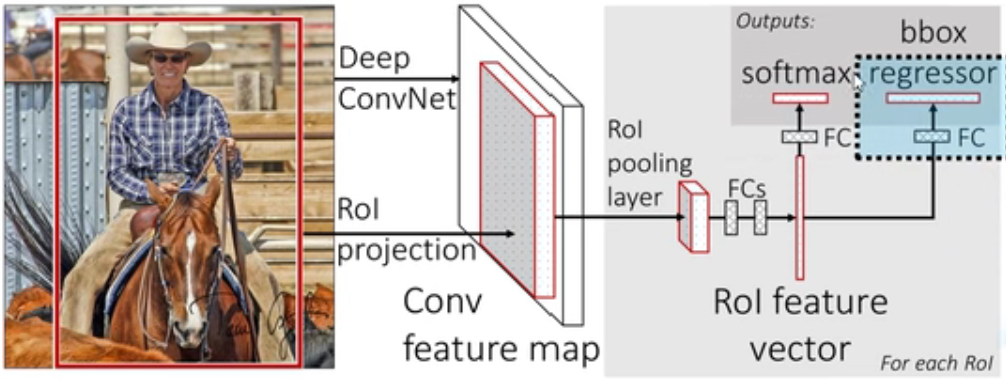 Deep
ConvNet
RoI
projection
Conv
feature map
RoI
pooling
layer
FCs
RoI feature
vector
For each RoI
Outputs:
softmax
bbox
regressor
FC
FC